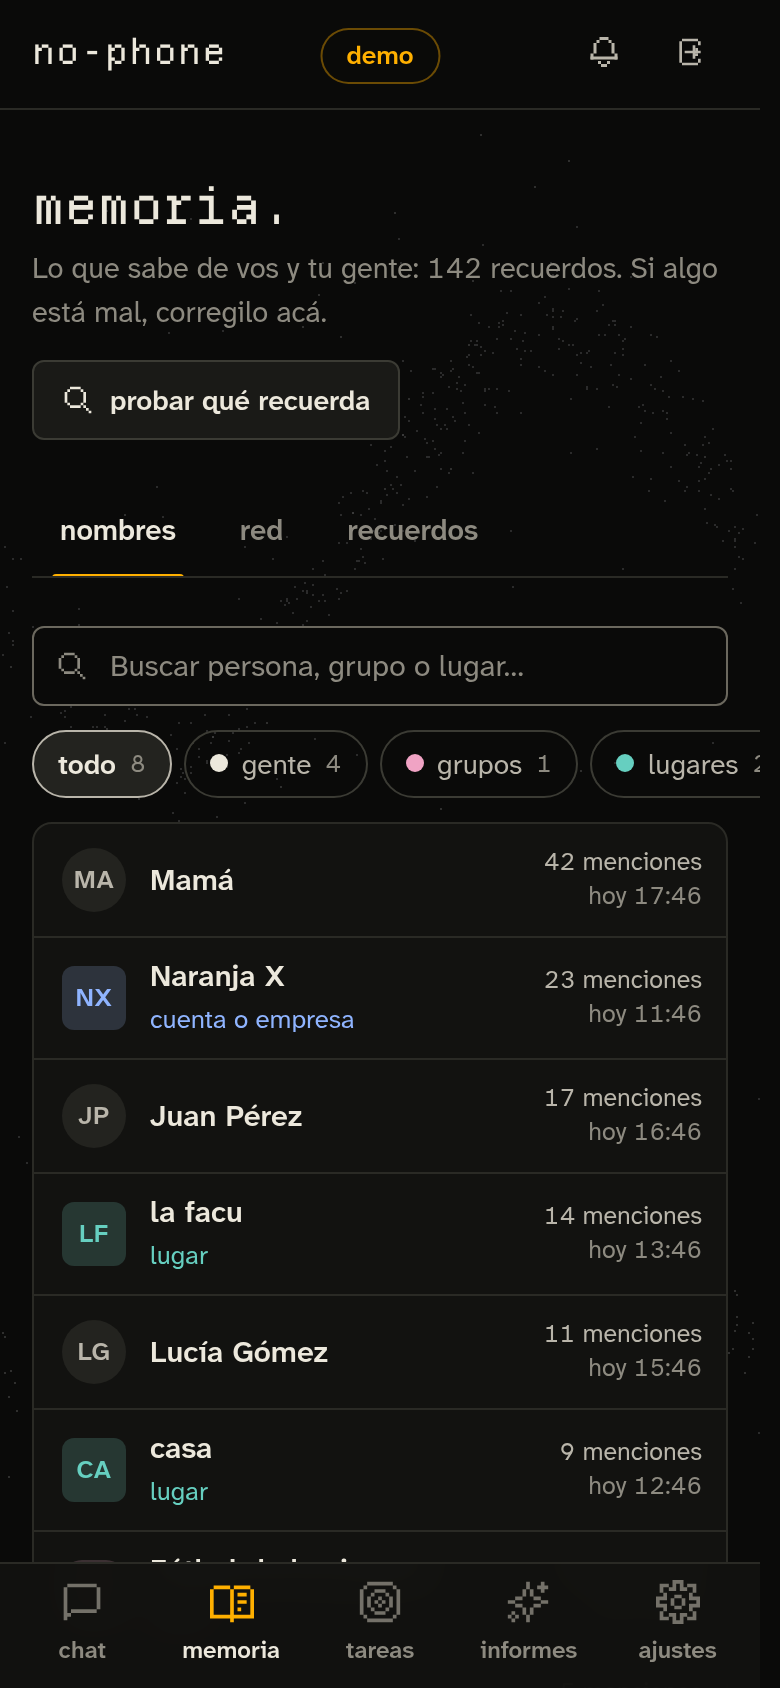 no-phone
demo
memoria.
Lo que sabe de vos y tu gente: 142 recuerdos. Si algo
está mal, corregilo acá.
probar qué recuerda
nombres red recuerdos
Buscar persona, grupo o lugar...
todo 8 gente 4 grupos 1 lugares
MA Mamá 42 menciones
hoy 17:46
NX Naranja X 23 menciones
cuenta o empresa hoy 11:46
JP Juan Pérez 17 menciones
hoy 16:46
LF la facu 14 menciones
lugar hoy 13:46
LG Lucía Gómez 11 menciones
hoy 15:46
CA casa 9 menciones
lugar hoy 12:46
chat memoria tareas informes ajustes